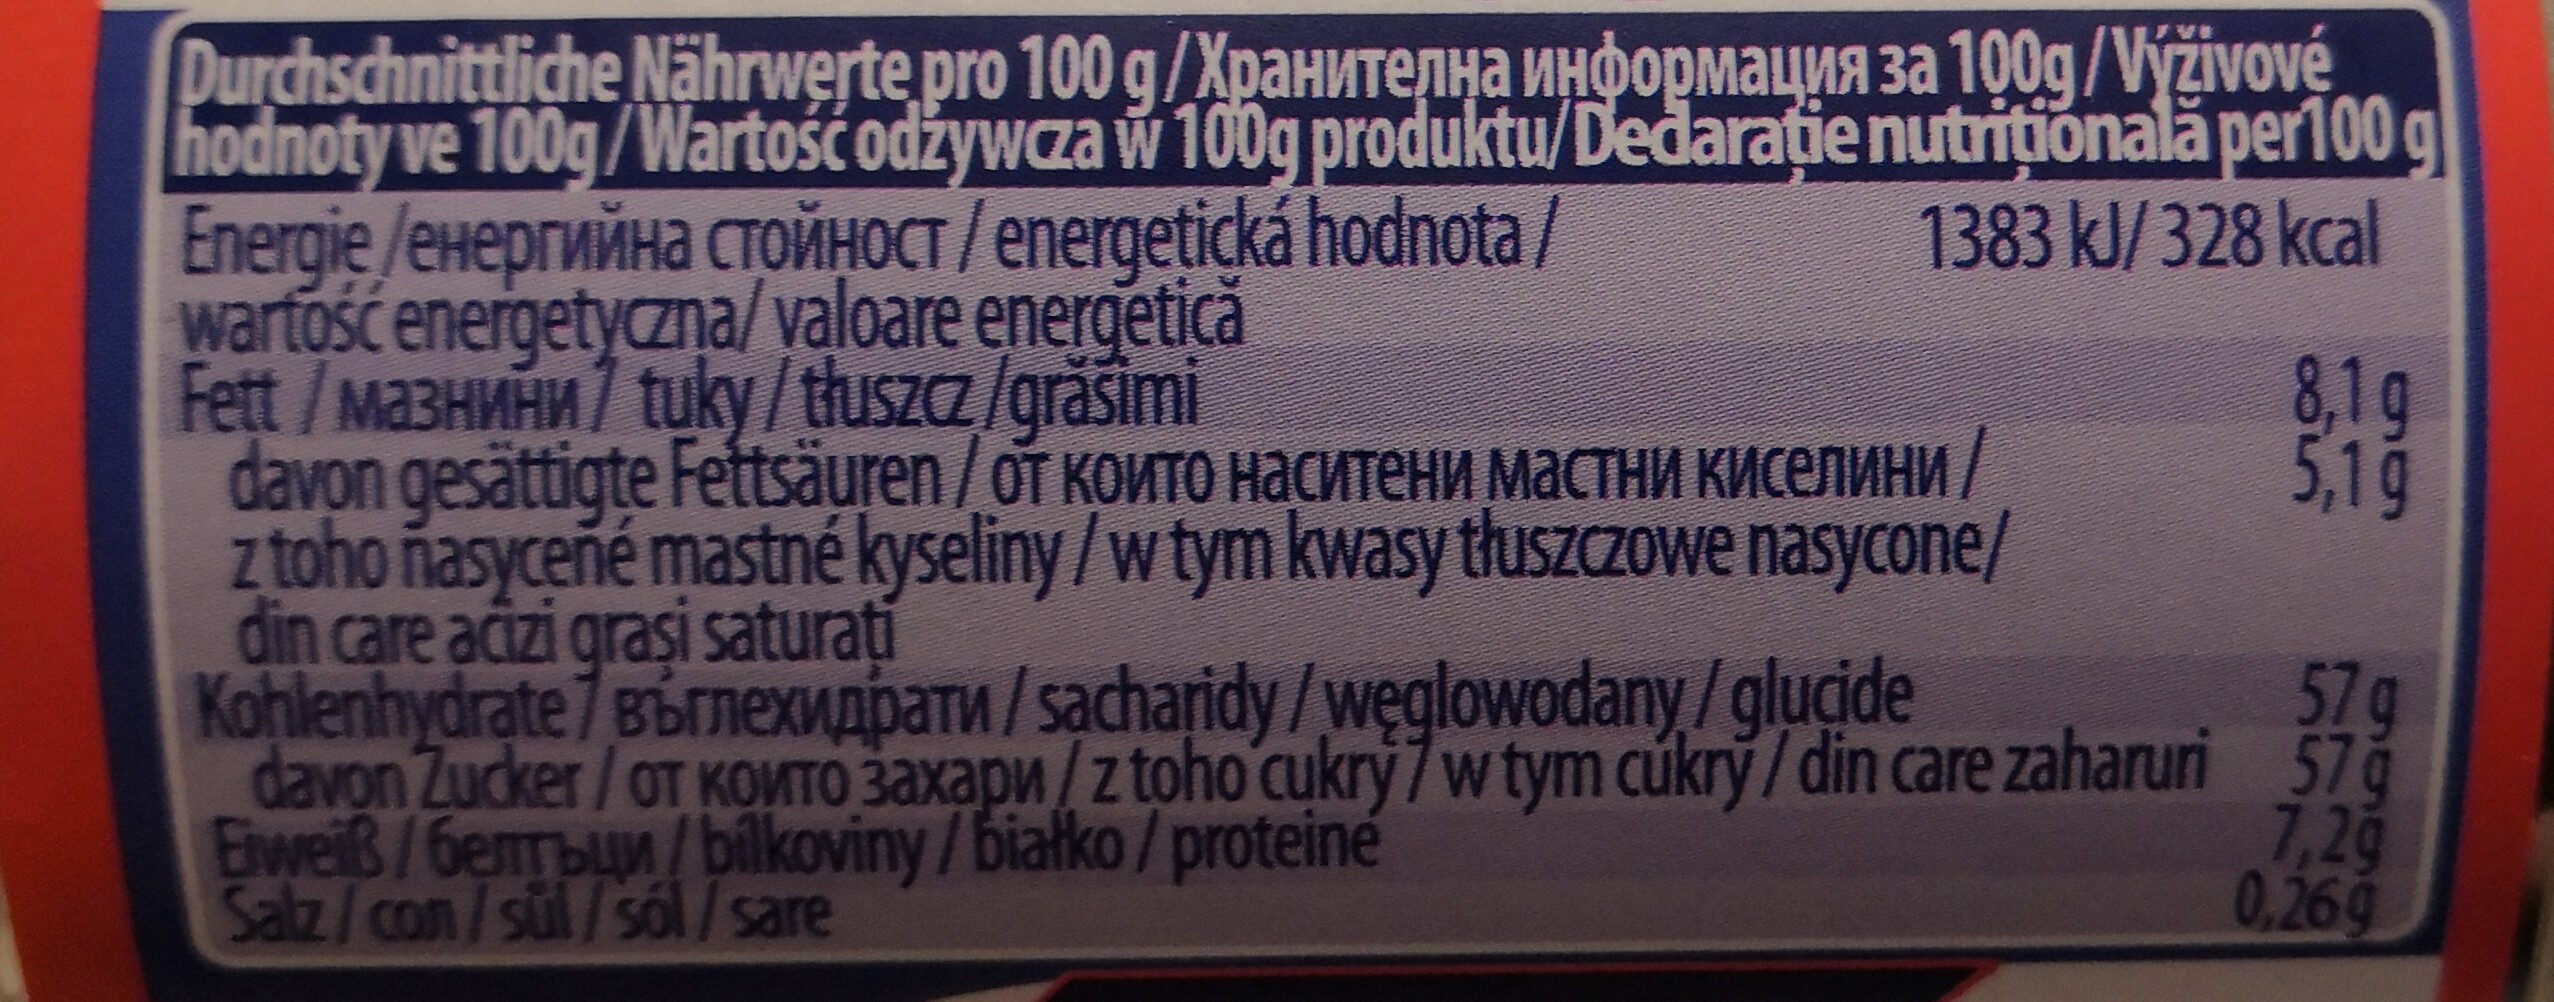 Durchschnittliche Nährwerte pro 100 g / Хранителна информация за 100g / Výživové
hodnoty ve 100g / Wartość odżywcza w 100g produktu/ Declarație nutrițională per100 g
Energie /енергийна стойност / energetická hodnota / 1383 kJ/ 328 kcal
wartość energetyczna/ valoare energetică
Fett / мазнини / tuky / tłuszcz /grăsimi 8,1 g
davon gesättigte Fettsäuren / от които наситени мастни киселини / 5,1 g
z toho nasycené mastné kyseliny / w tym kwasy tłuszczowe nasycone/
din care acizi grași saturați
Kohlenhydrate / въглехидрати / sacharidy / węglowodany / glucide 57 g
davon Zucker / от които захари / z toho cukry / w tym cukry / din care zaharuri 57 g
Eiweiß / белтъци / bílkoviny / białko / proteine 7,2g
Salz / сол / sůl / sól / sare 0,26 g